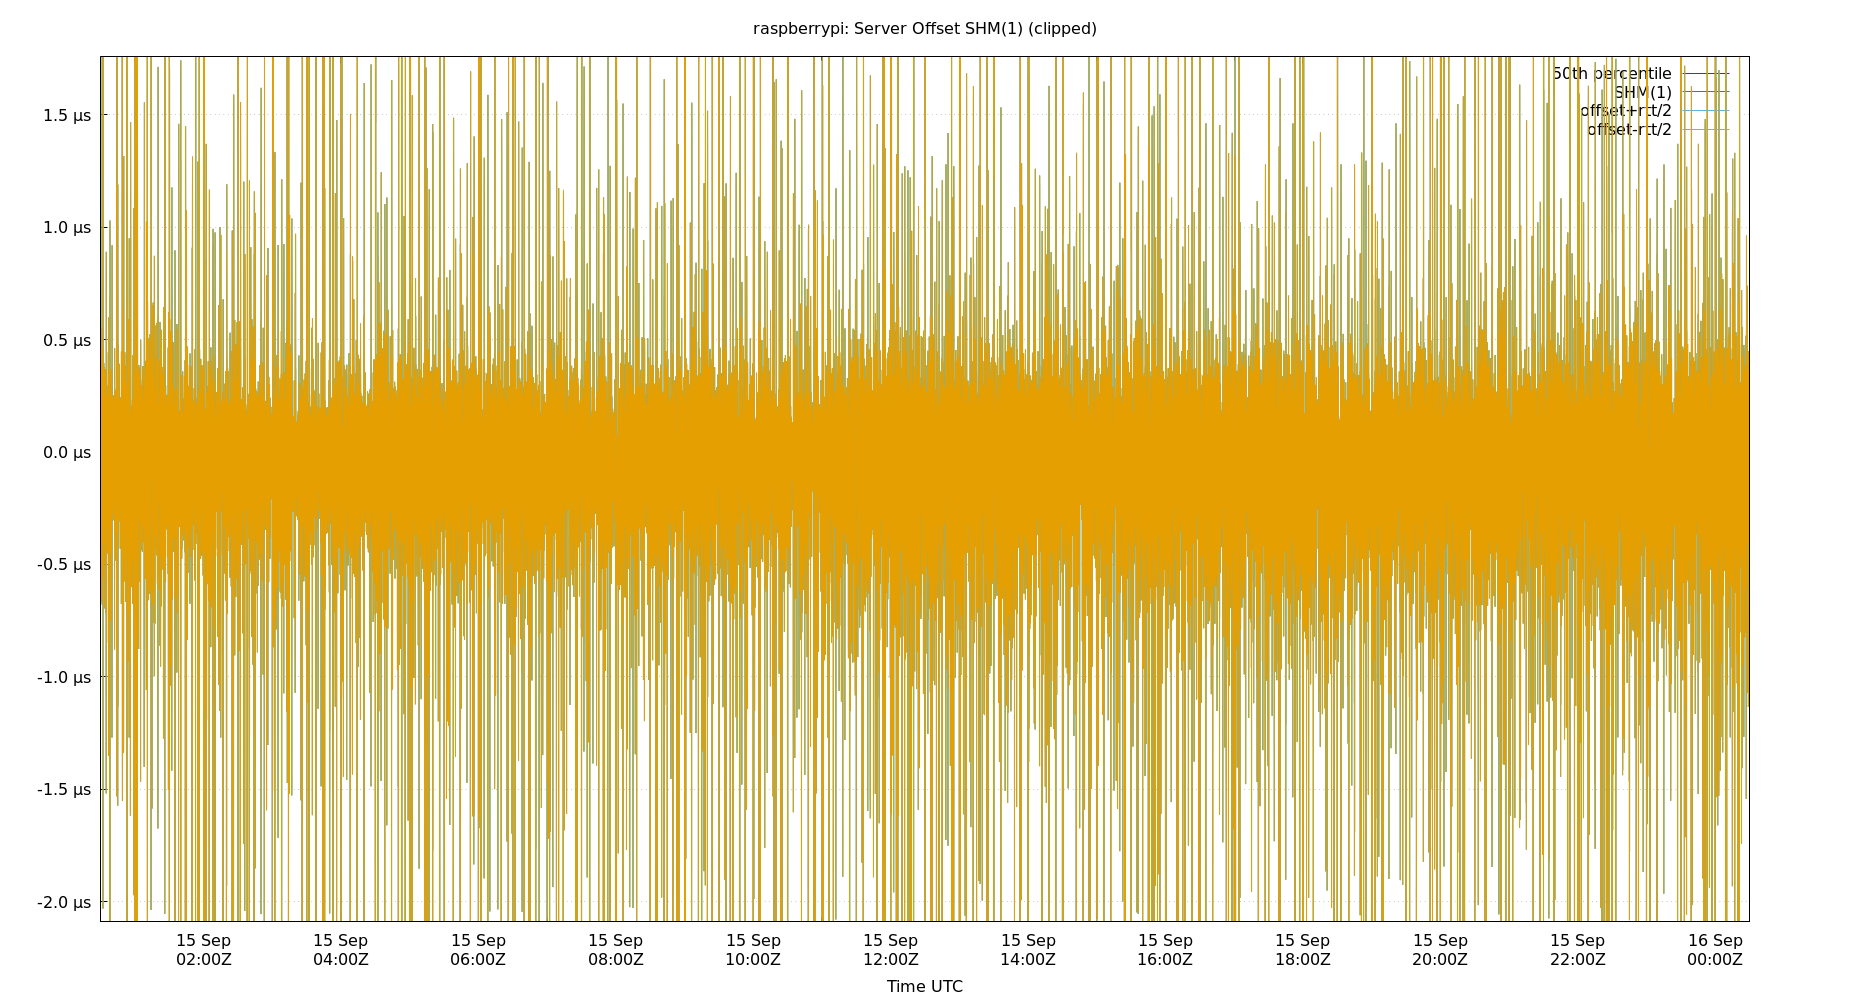 raspberrypi: Server Offset SHM(1) (clipped)
50th percentile
SHM(1)
offset+rtt/2
offset-rtt/2
1.5 µs
1.0 µs
0.5 µs
0.0 µs
-0.5 µs
-1.0 µs
-1.5 µs
-2.0 µs
15 Sep 15 Sep 15 Sep 15 Sep 15 Sep 15 Sep 15 Sep 15 Sep 15 Sep 15 Sep 15 Sep 16 Sep
02:00Z 04:00Z 06:00Z 08:00Z 10:00Z 12:00Z 14:00Z 16:00Z 18:00Z 20:00Z 22:00Z 00:00Z
Time UTC